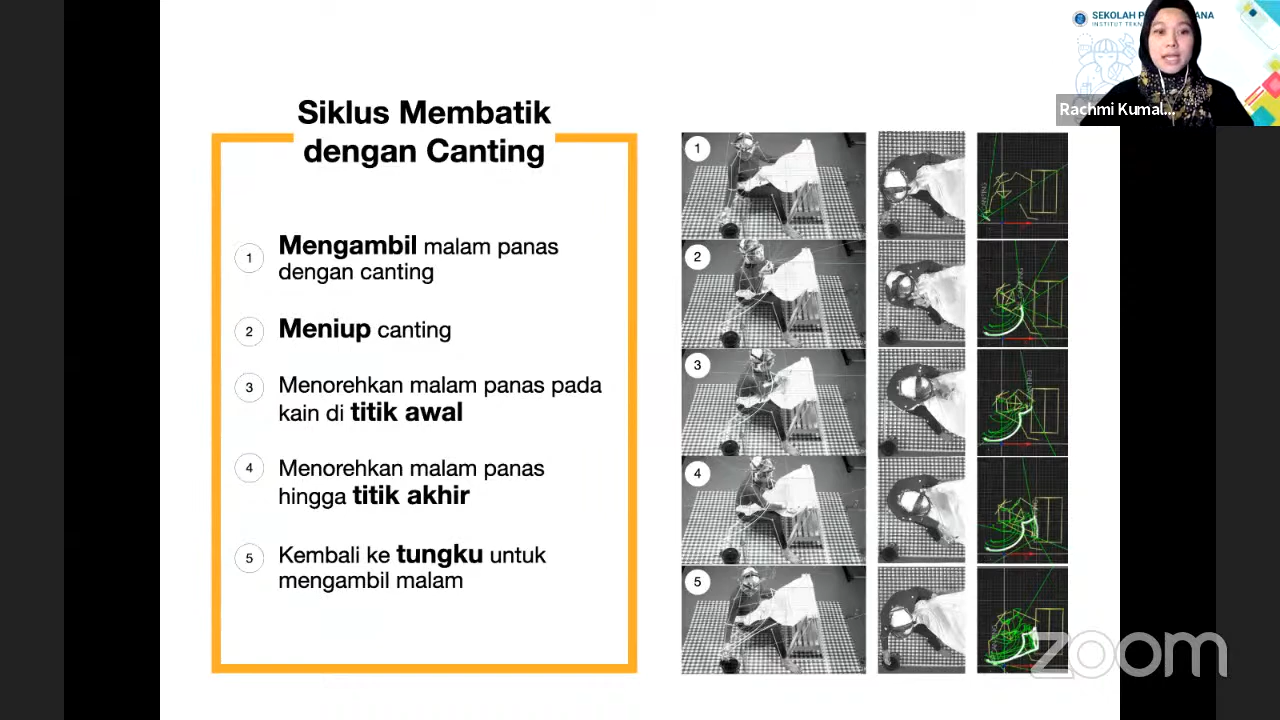 SEKOLAH P
ANA
INSTITUT TEKN
Rachmi Kumal...
Siklus Membatik
dengan Canting
1
Mengambil malam panas
dengan canting
2
Meniup canting
3
Menorehkan malam panas pada
kain di titik awal
4
Menorehkan malam panas
hingga titik akhir
5
Kembali ke tungku untuk
mengambil malam
1
2
3
4
5
zoom